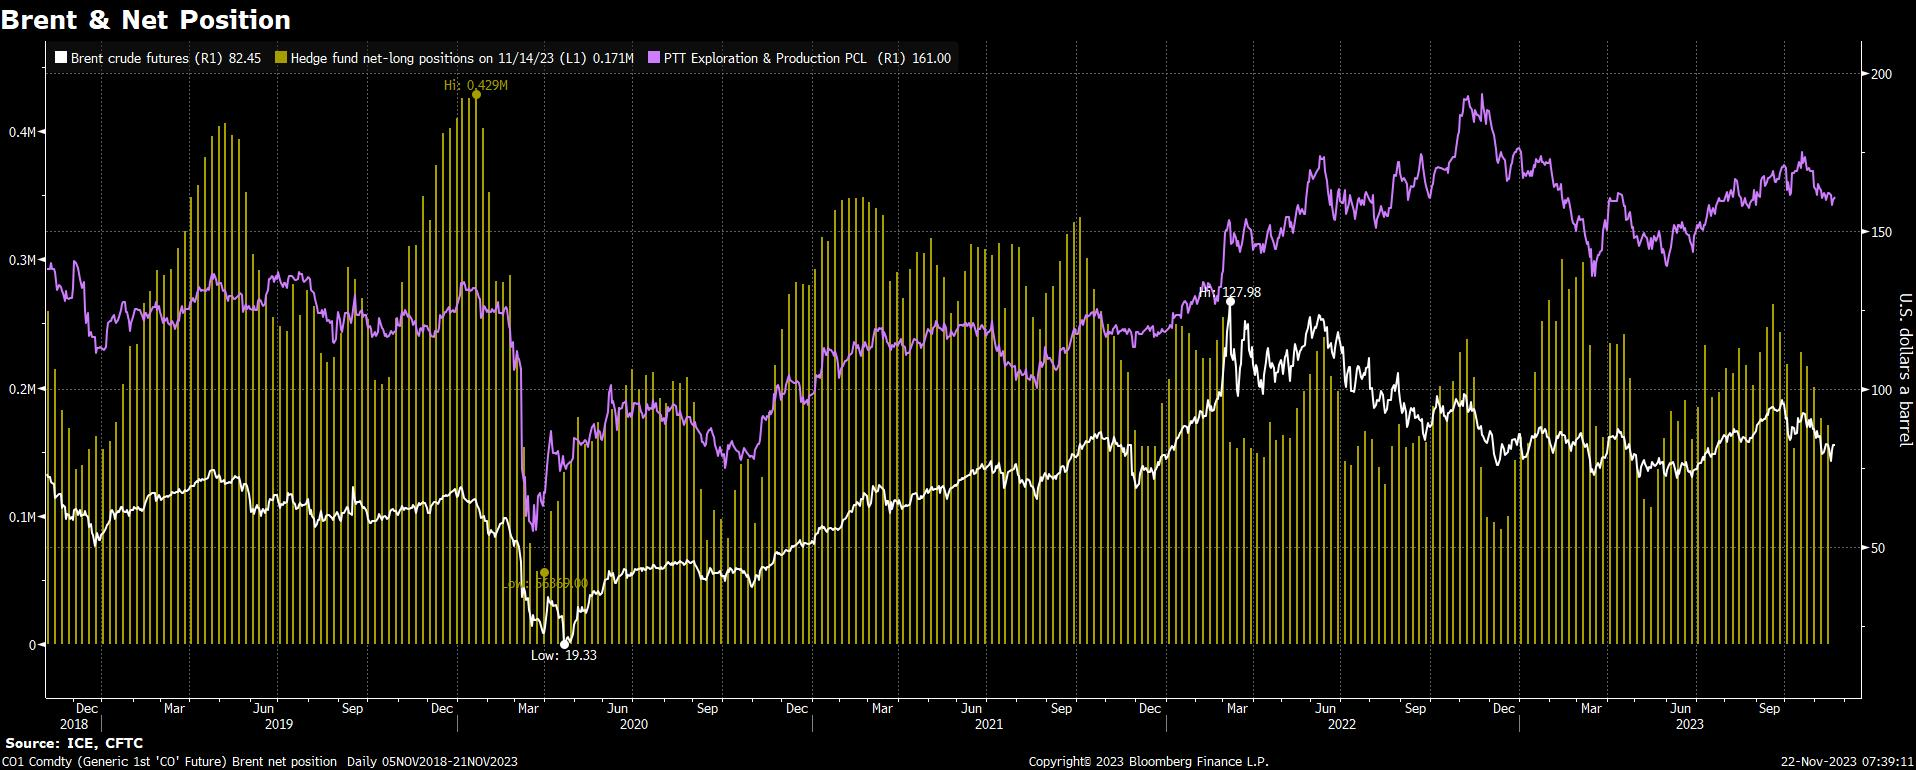 Brent & Net Position
Brent crude futures (R1) 82.45 Hedge fund net-long positions on 11/14/23 (L1) 0.171M PTT Exploration & Production PCL (R1) 161.00
Hi: 0.429M
Hi: 127.98
Low: 19.33
0.4M
0.3M
0.2M
0.1M
0
200
150
100
50
U.S. dollars a barrel
Dec Mar Jun Sep Dec Mar Jun Sep Dec Mar Jun Sep Dec Mar Jun Sep Dec Mar Jun Sep
2018 2019 2020 2021 2022 2023
Source: ICE, CFTC
CO1 Comdty (Generic 1st 'CO' Future) Brent net position Daily 05NOV2018-21NOV2023
Copyright© 2023 Bloomberg Finance L.P.
22-Nov-2023 07:39:11